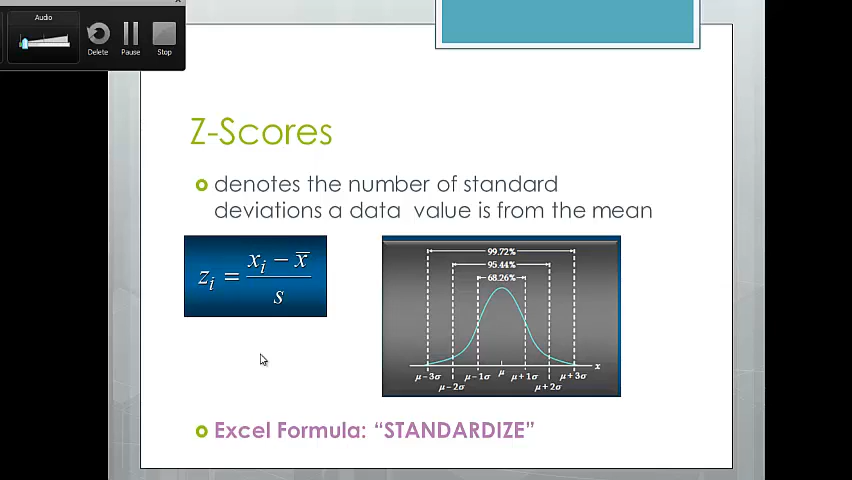 Audio
Delete
Pause
Stop
Z-Scores
denotes the number of standard
deviations a data value is from the mean
zᵢ = (xᵢ − x̄) / s
99.72%
95.44%
68.26%
x
μ−3σ μ−1σ μ μ+1σ μ+3σ
μ−2σ μ+2σ
Excel Formula: “STANDARDIZE”